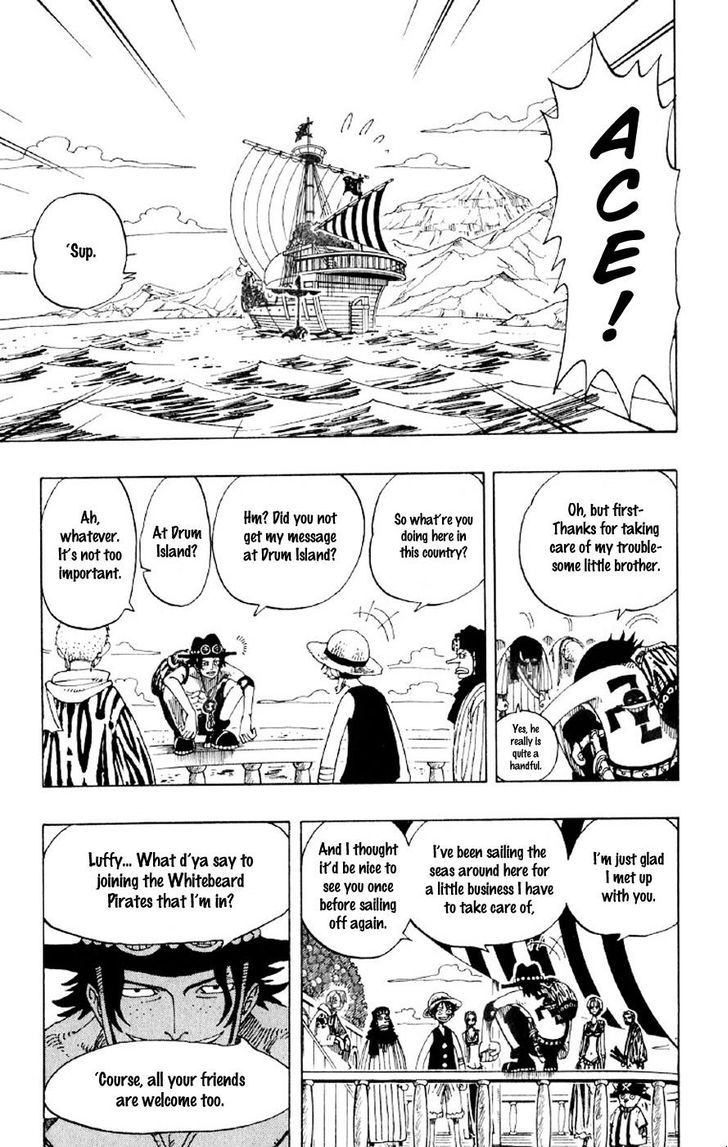 ACE!
'Sup.
Oh, but first-
Thanks for taking
care of my trouble-
some little brother.
Yes, he
really is
quite a
handful.
So what're you
doing here in
this country?
Hm? Did you not
get my message
at Drum Island?
At Drum
Island?
Ah,
whatever.
It's not too
important.
I'm just glad
I met up
with you.
I've been sailing the
seas around here for
a little business I have
to take care of,
And I thought
it'd be nice to
see you once
before sailing
off again.
Luffy... What d'ya say to
joining the Whitebeard
Pirates that I'm in?
'Course, all your friends
are welcome too.